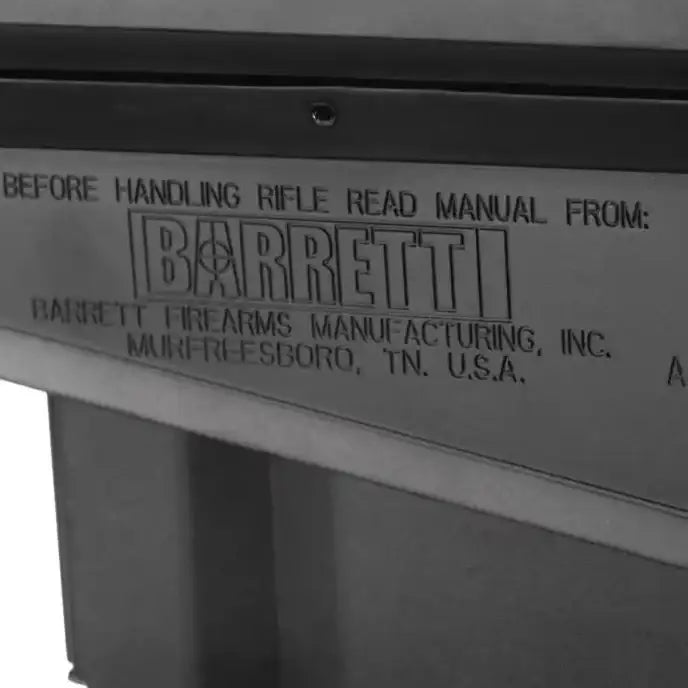 BEFORE HANDLING RIFLE READ MANUAL FROM:
BARRETT
BARRETT FIREARMS MANUFACTURING, INC.
MURFREESBORO, TN. U.S.A.
A